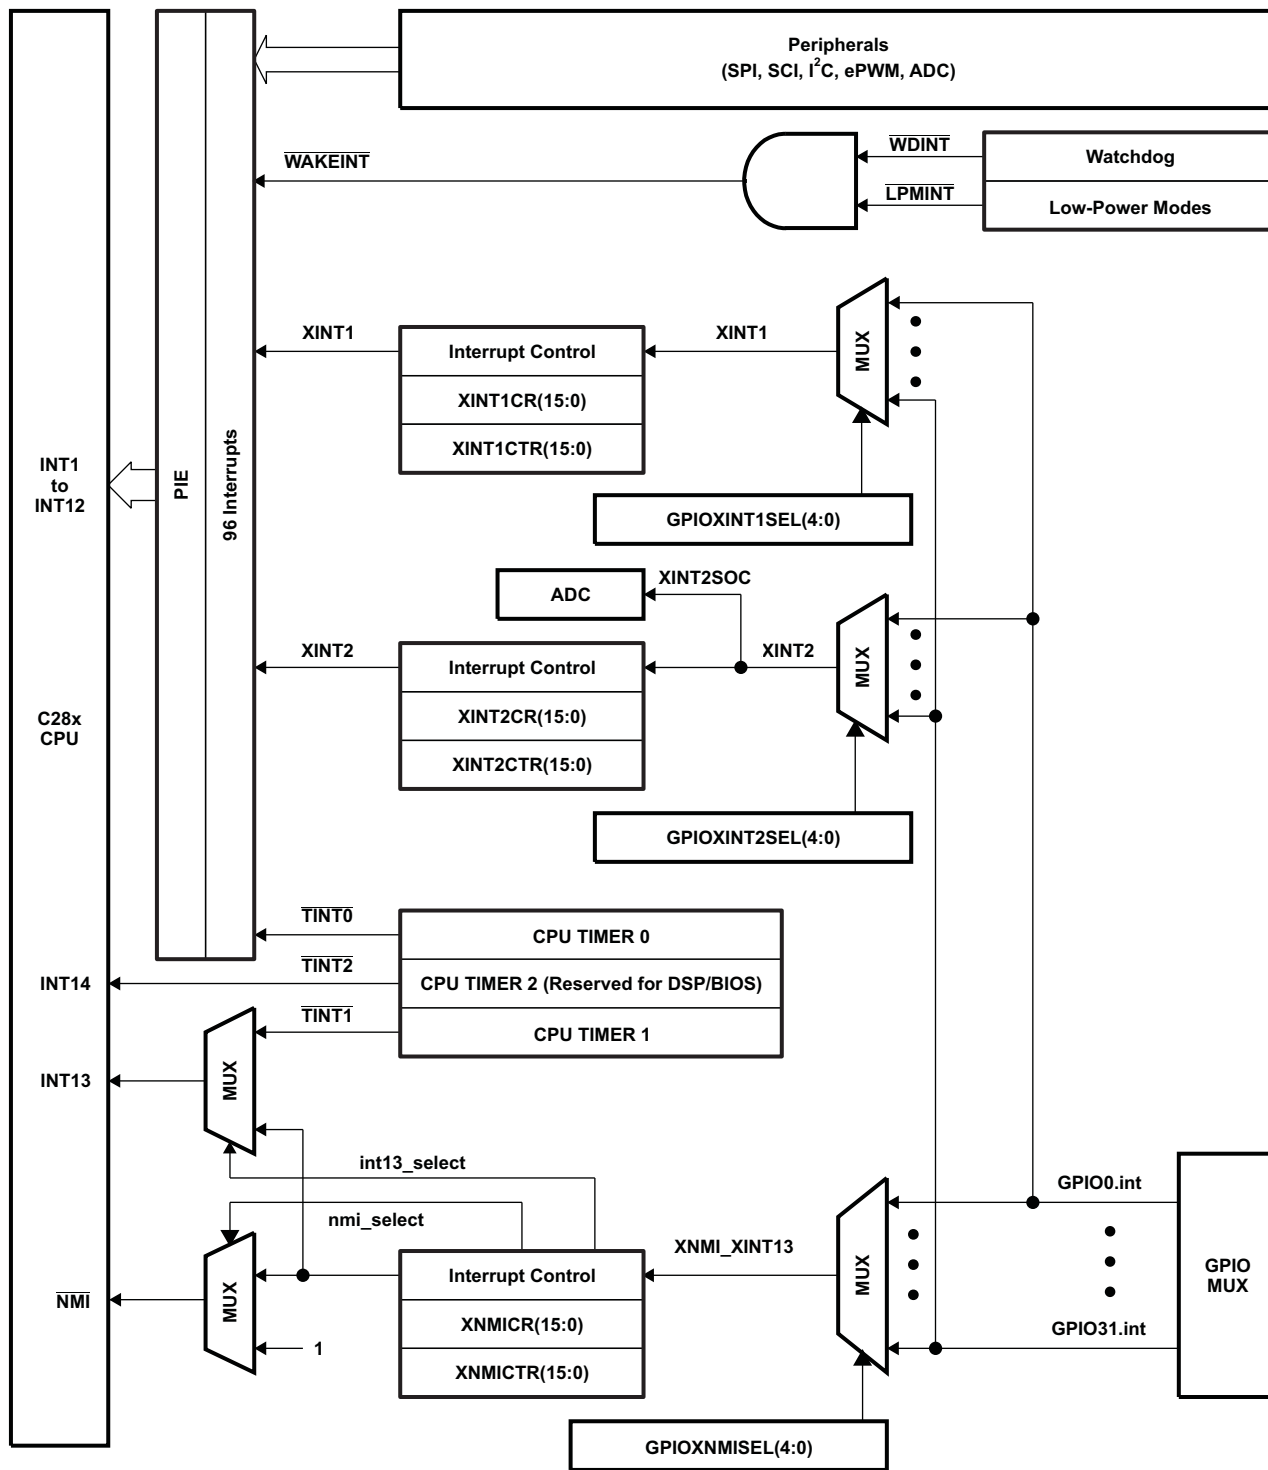 Peripherals
(SPI, SCI, I²C, ePWM, ADC)
WDINT
Watchdog
WAKEINT
LPMINT
Low-Power Modes
XINT1
Interrupt Control
XINT1
MUX
XINT1CR(15:0)
XINT1CTR(15:0)
INT1
to
INT12
PIE
96 Interrupts
GPIOXINT1SEL(4:0)
ADC
XINT2SOC
XINT2
Interrupt Control
XINT2
MUX
C28x
CPU
XINT2CR(15:0)
XINT2CTR(15:0)
GPIOXINT2SEL(4:0)
TINT0
CPU TIMER 0
INT14
TINT2
CPU TIMER 2 (Reserved for DSP/BIOS)
TINT1
CPU TIMER 1
INT13
MUX
int13_select
nmi_select
GPIO0.int
XNMI_XINT13
MUX
GPIO
MUX
Interrupt Control
NMI
MUX
XNMICR(15:0)
GPIO31.int
1
XNMICTR(15:0)
GPIOXNMISEL(4:0)